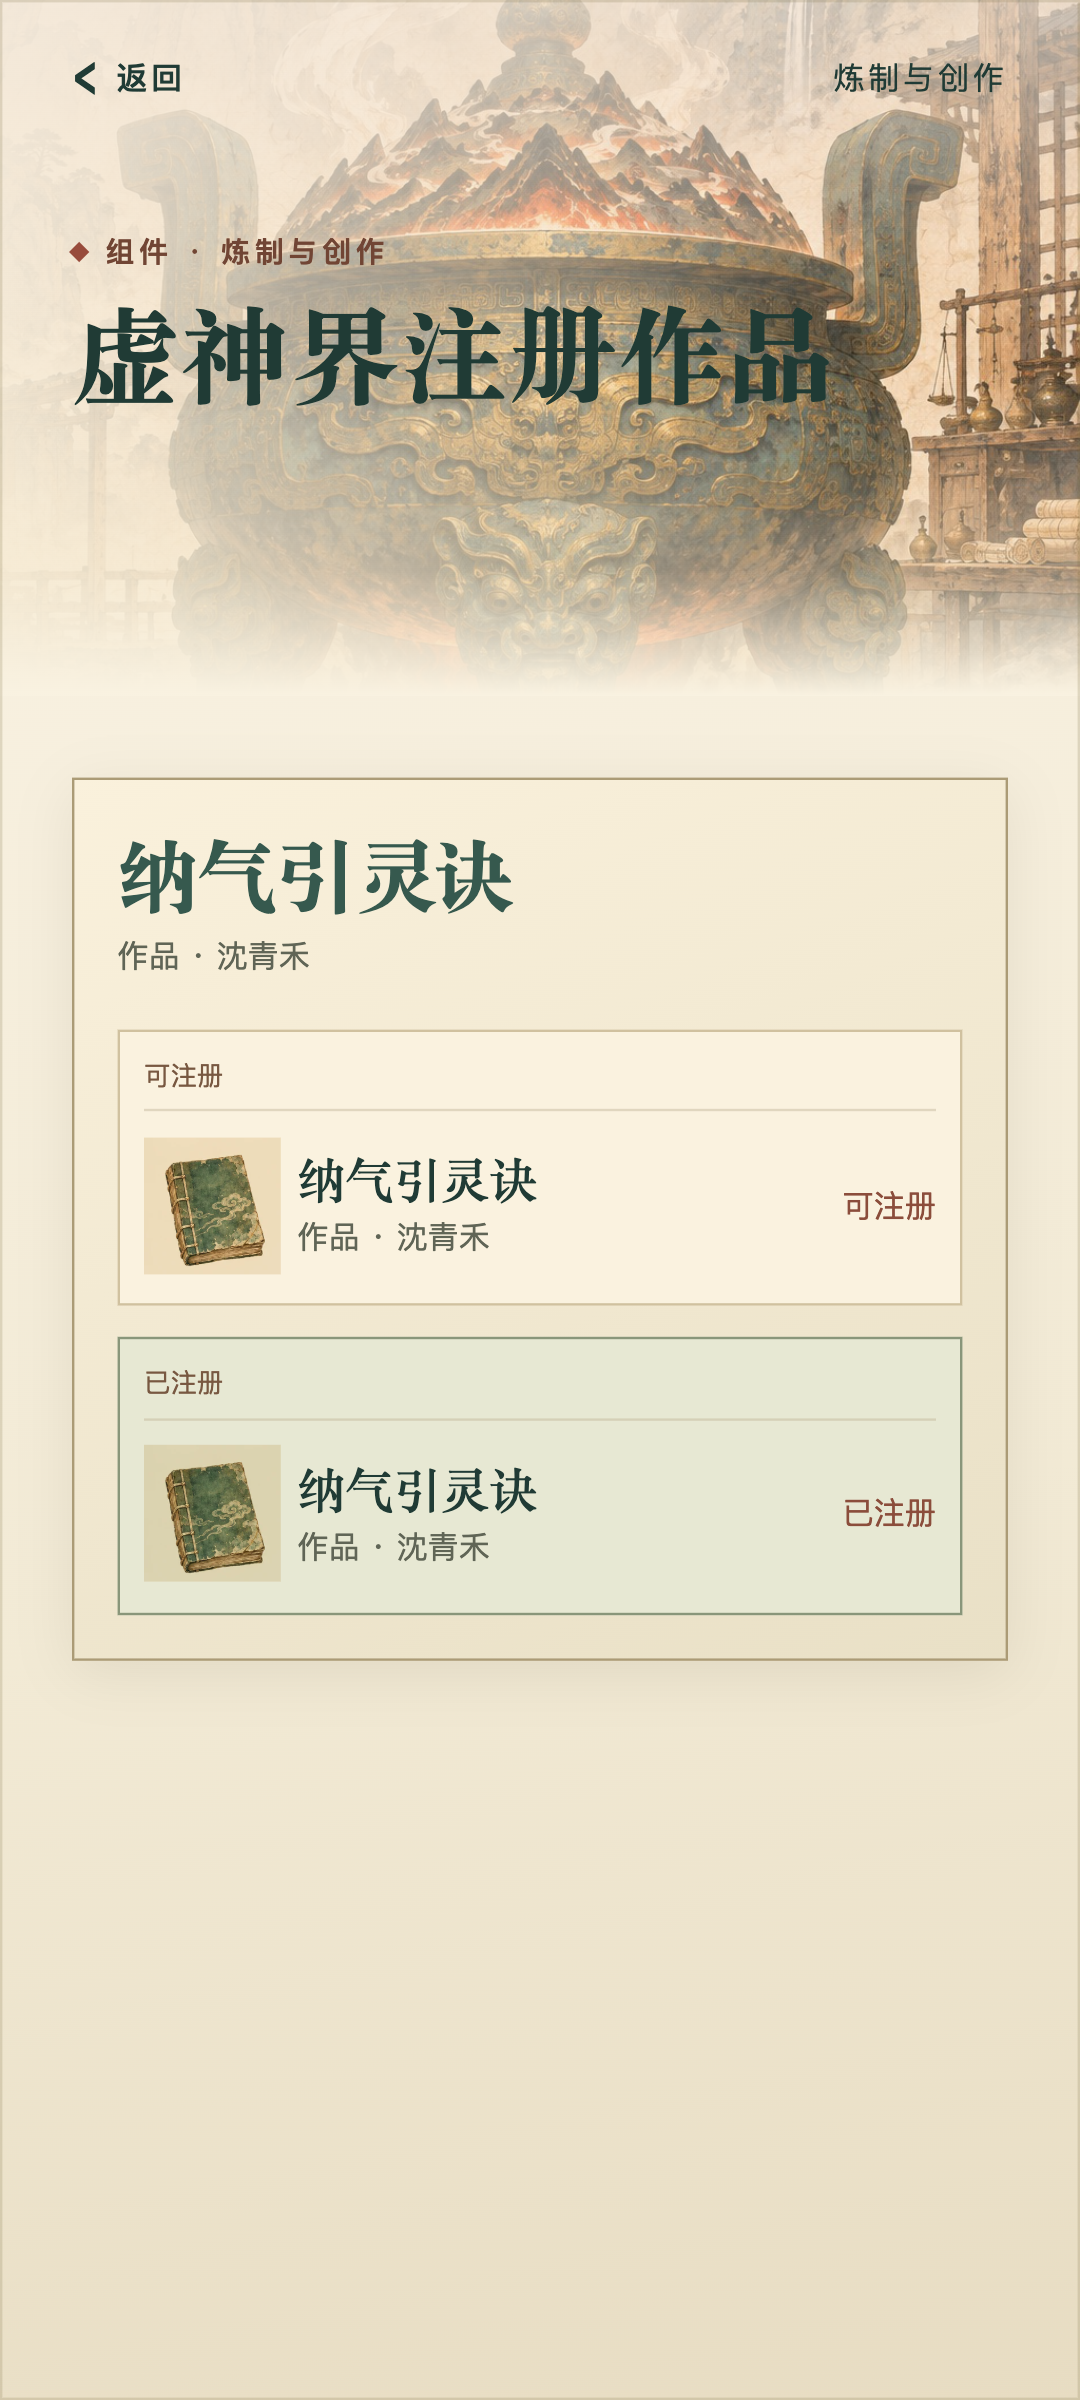 返回
炼制与创作
组件 · 炼制与创作
虚神界注册作品
纳气引灵诀
作品 · 沈青禾
可注册
纳气引灵诀
作品 · 沈青禾
可注册
已注册
纳气引灵诀
作品 · 沈青禾
已注册